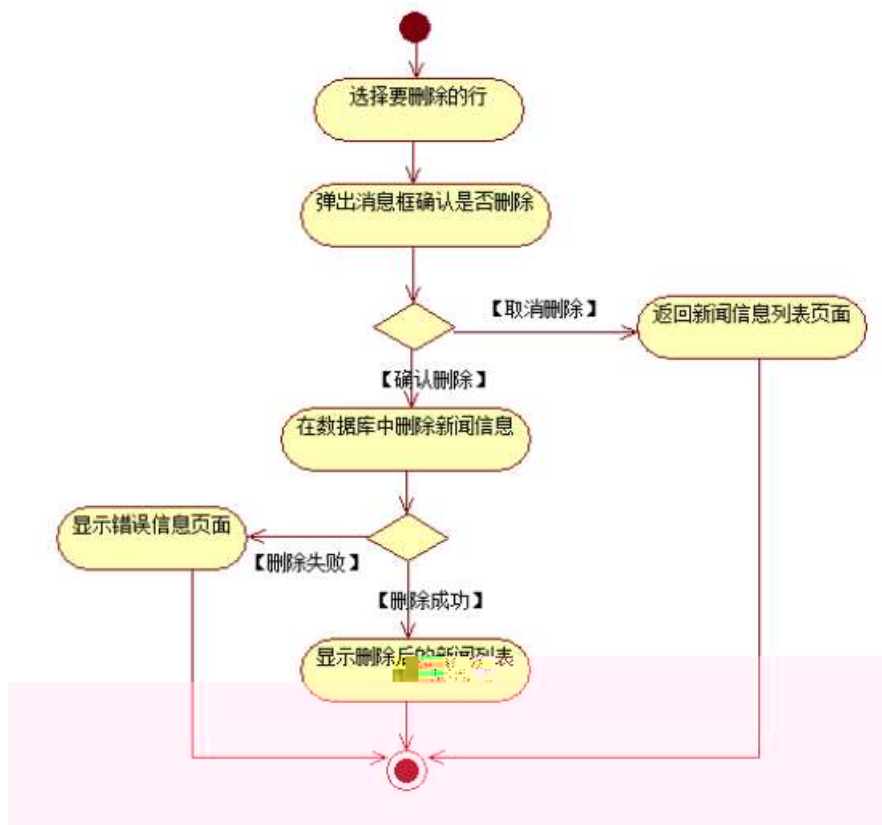 选择要删除的行
弹出消息框确认是否删除
【取消删除】
返回新闻信息列表页面
【确认删除】
在数据库中删除新闻信息
显示错误信息页面
【删除失败】
【删除成功】
显示删除后的新闻列表